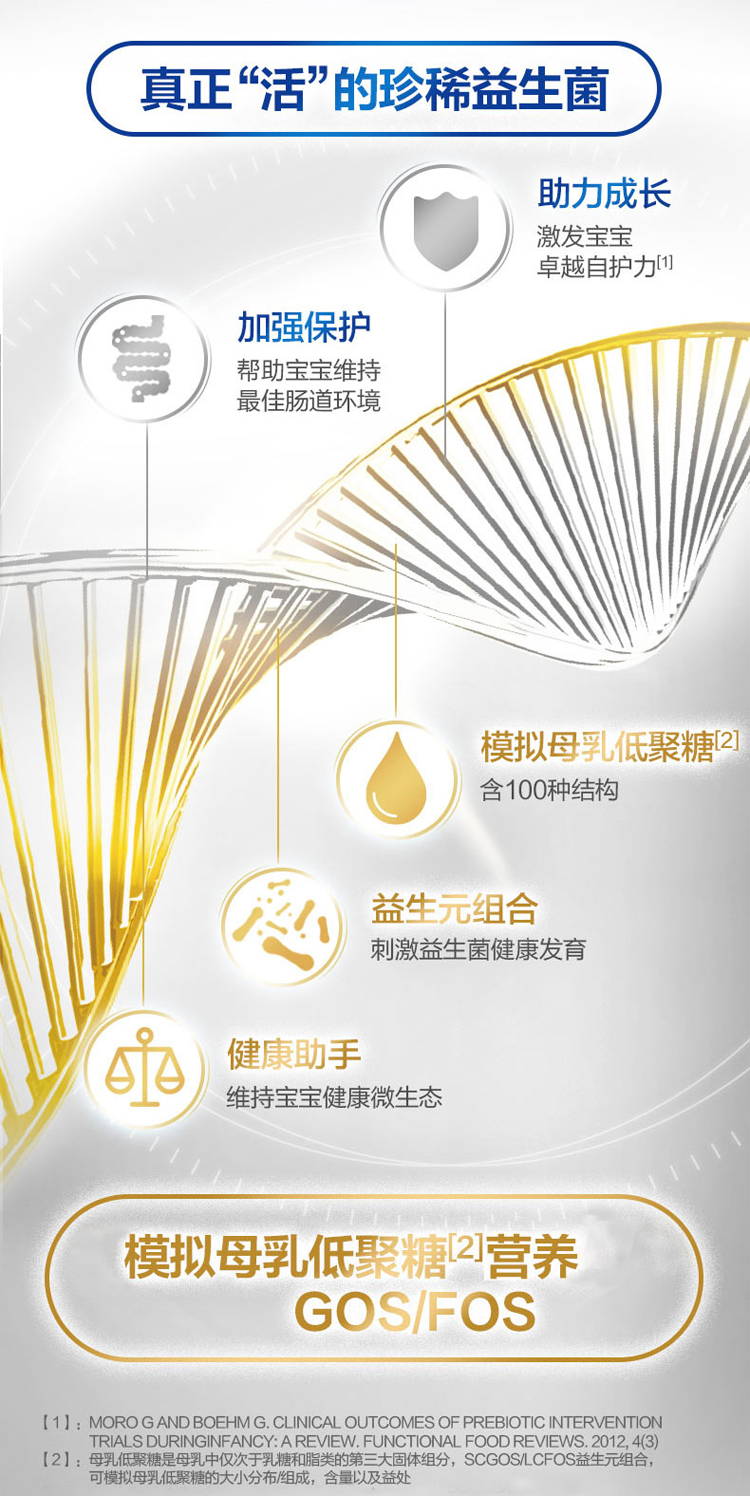 真正“活”的珍稀益生菌
助力成长
激发宝宝
卓越自护力[1]
加强保护
帮助宝宝维持
最佳肠道环境
模拟母乳低聚糖[2]
含100种结构
益生元组合
刺激益生菌健康发育
健康助手
维持宝宝健康微生态
模拟母乳低聚糖[2]营养
GOS/FOS
【1】：MORO G AND BOEHM G. CLINICAL OUTCOMES OF PREBIOTIC INTERVENTION
TRIALS DURINGINFANCY: A REVIEW. FUNCTIONAL FOOD REVIEWS. 2012, 4(3)
【2】：母乳低聚糖是母乳中仅次于乳糖和脂类的第三大固体组分，SCGOS/LCFOS益生元组合，
可模拟母乳低聚糖的大小分布/组成，含量以及益处